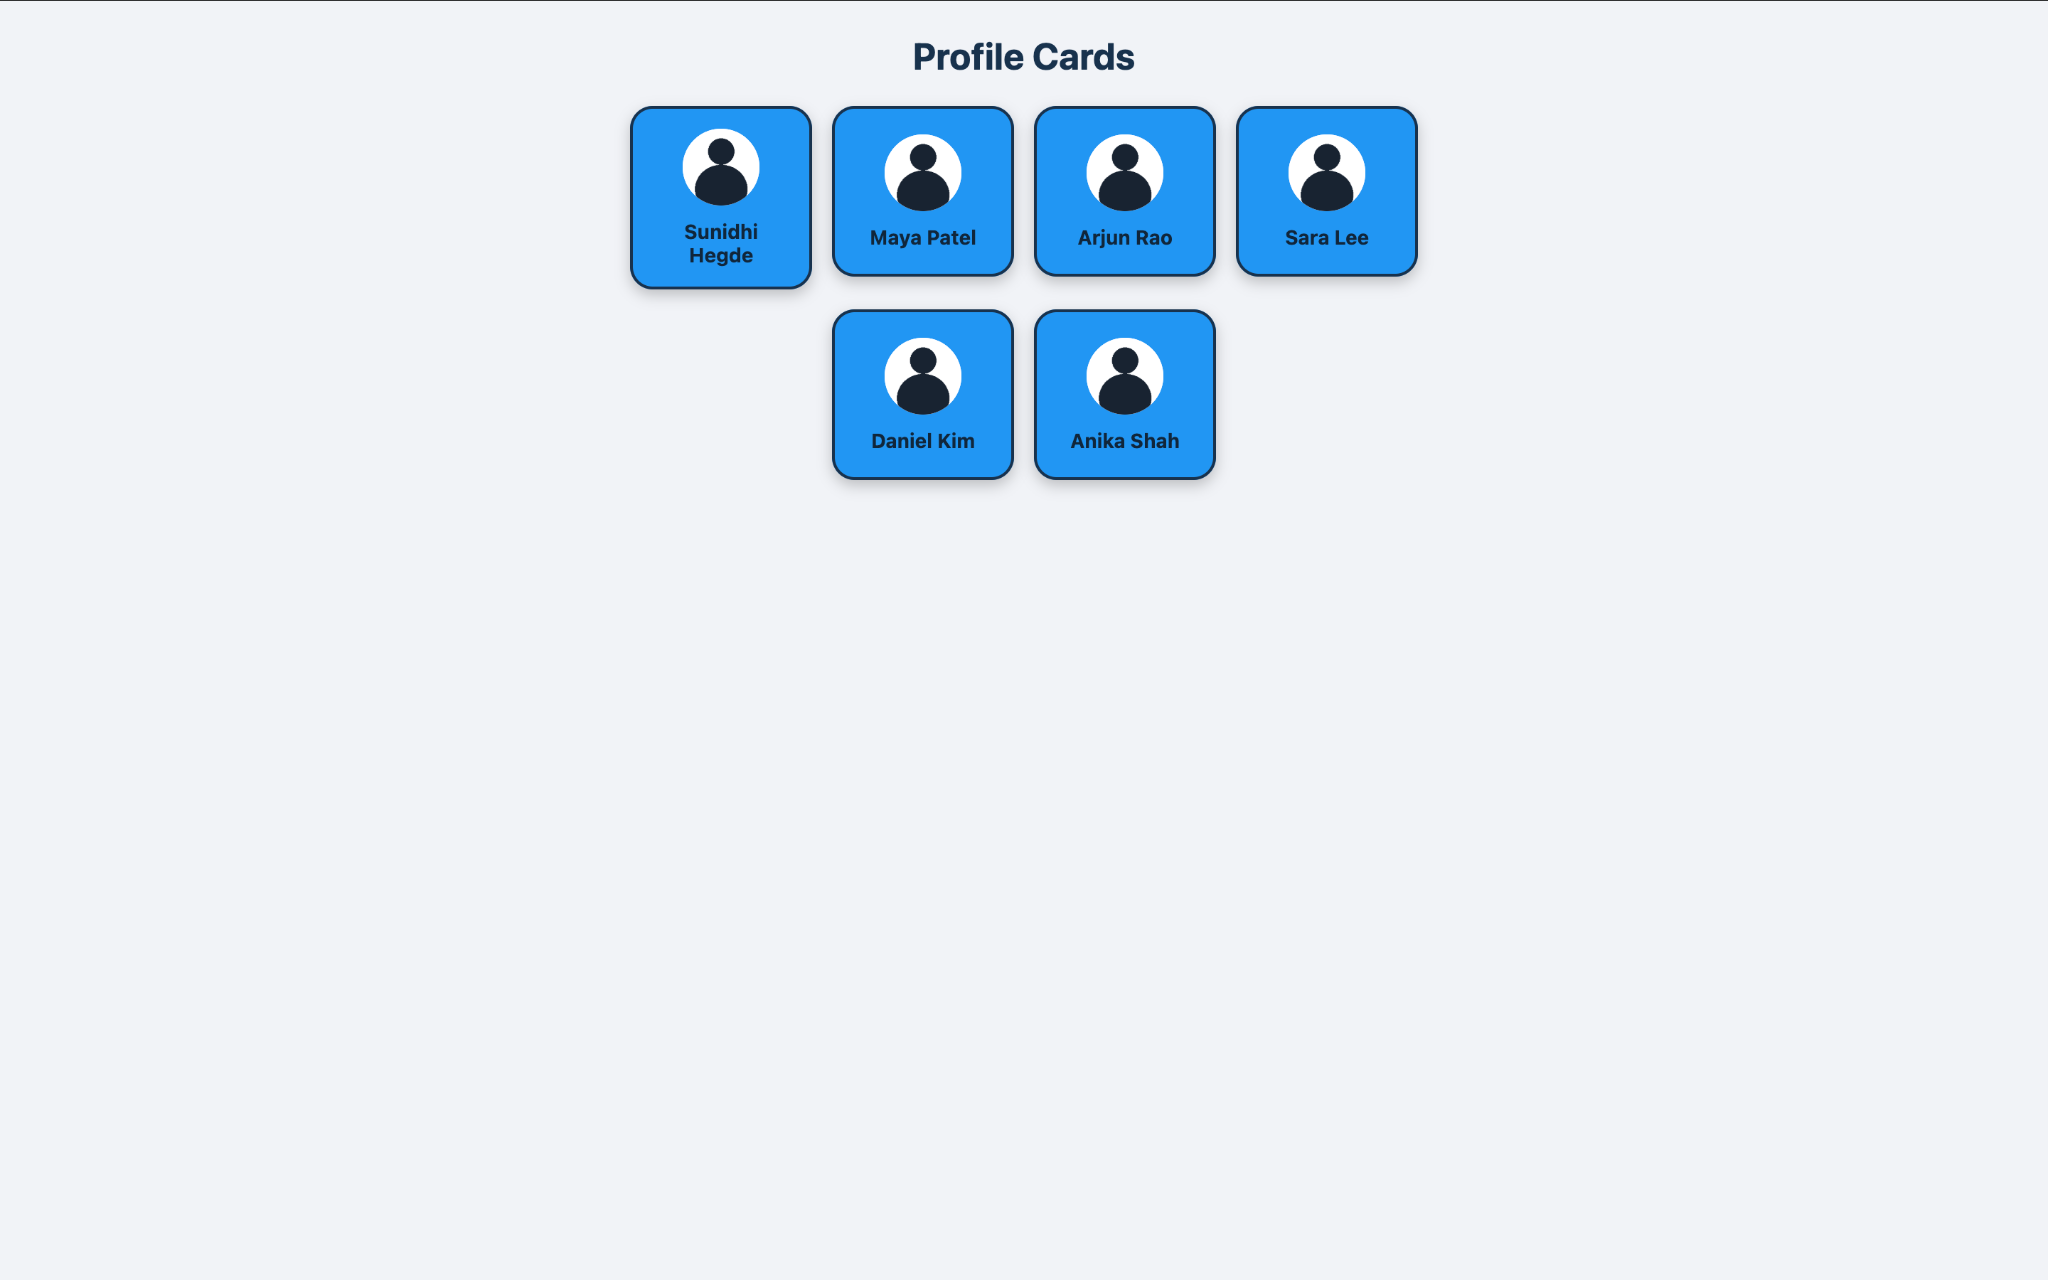 Profile Cards
Sunidhi
Hegde
Maya Patel
Arjun Rao
Sara Lee
Daniel Kim
Anika Shah